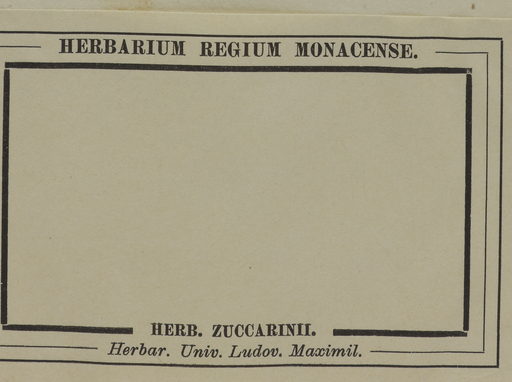 HERBARIUM REGIUM MONACENSE.
HERB. ZUCCARINII.
Herbar. Univ. Ludov. Maximil.